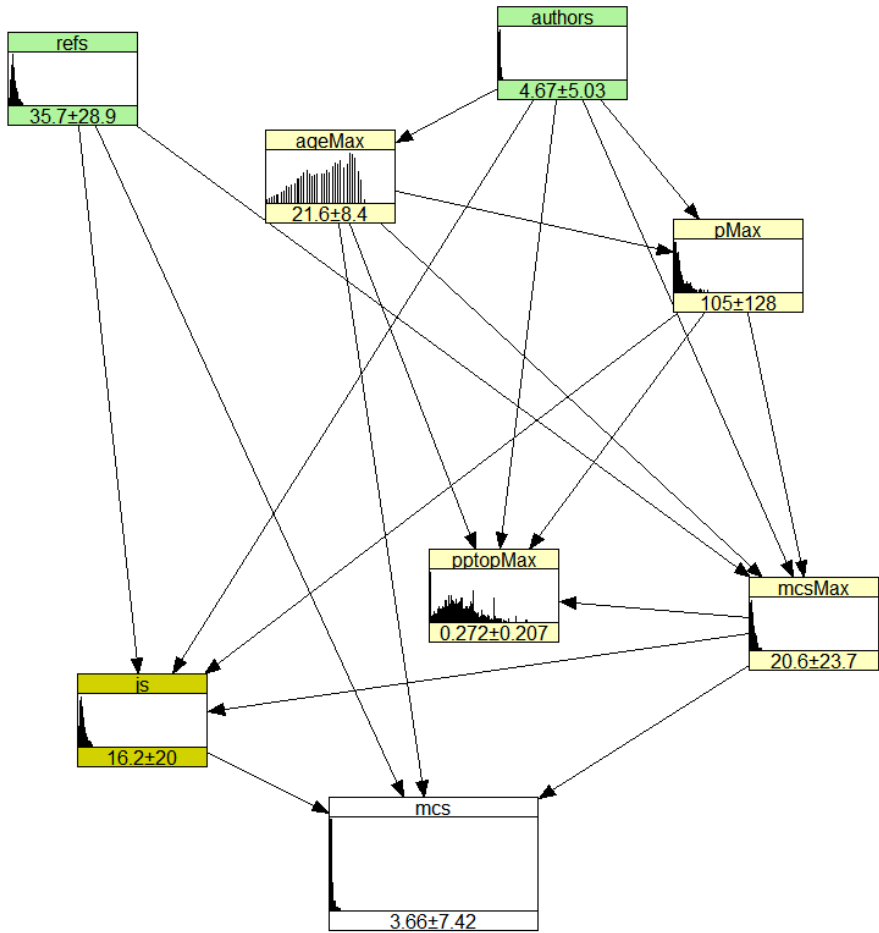 authors
4.67±5.03
refs
35.7±28.9
ageMax
21.6±8.4
pMax
105±128
pptopMax
0.272±0.207
mcsMax
20.6±23.7
js
16.2±20
mcs
3.66±7.42